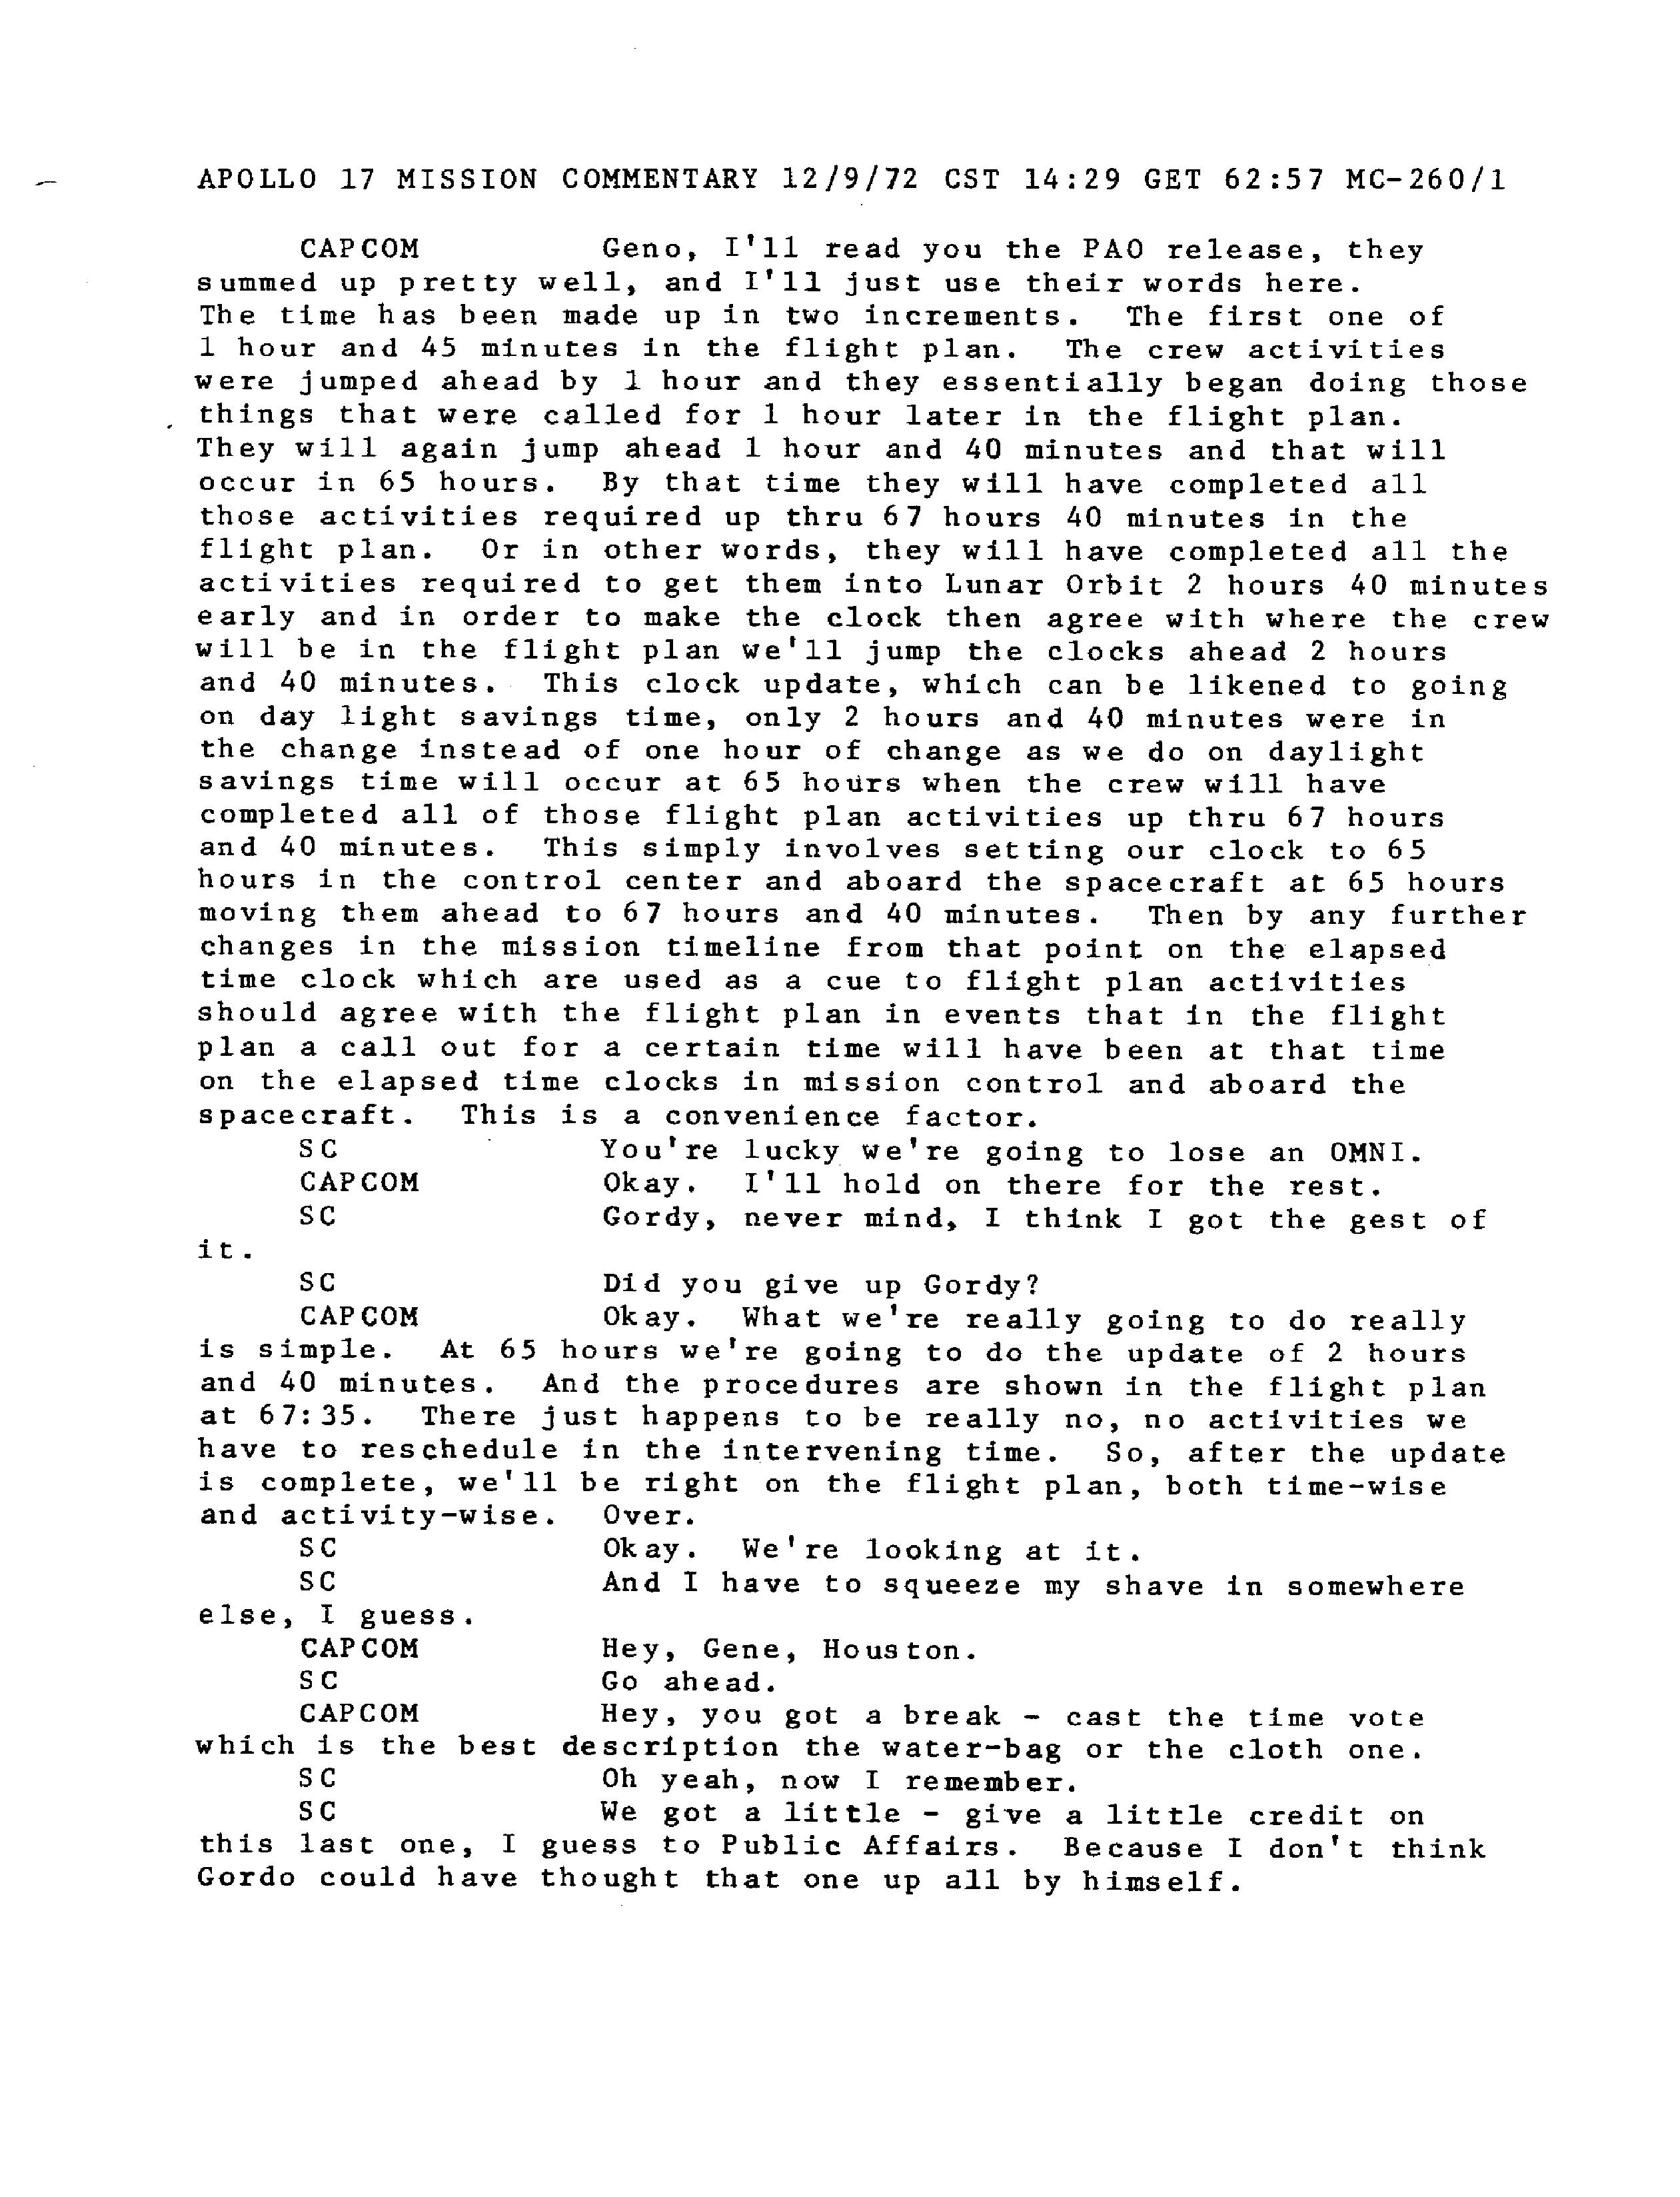 APOLLO 17 MISSION COMMENTARY 12/9/72 CST 14:29 GET 62:57 MC-260/1
CAPCOM Geno, I'll read you the PAO release, they
summed up pretty well, and I'll just use their words here.
The time has been made up in two increments. The first one of
1 hour and 45 minutes in the flight plan. The crew activities
were jumped ahead by 1 hour and they essentially began doing those
things that were called for 1 hour later in the flight plan.
They will again jump ahead 1 hour and 40 minutes and that will
occur in 65 hours. By that time they will have completed all
those activities required up thru 67 hours 40 minutes in the
flight plan. Or in other words, they will have completed all the
activities required to get them into Lunar Orbit 2 hours 40 minutes
early and in order to make the clock then agree with where the crew
will be in the flight plan we'll jump the clocks ahead 2 hours
and 40 minutes. This clock update, which can be likened to going
on day light savings time, only 2 hours and 40 minutes were in
the change instead of one hour of change as we do on daylight
savings time will occur at 65 hours when the crew will have
completed all of those flight plan activities up thru 67 hours
and 40 minutes. This simply involves setting our clock to 65
hours in the control center and aboard the spacecraft at 65 hours
moving them ahead to 67 hours and 40 minutes. Then by any further
changes in the mission timeline from that point on the elapsed
time clock which are used as a cue to flight plan activities
should agree with the flight plan in events that in the flight
plan a call out for a certain time will have been at that time
on the elapsed time clocks in mission control and aboard the
spacecraft. This is a convenience factor.
SC You're lucky we're going to lose an OMNI.
CAPCOM Okay. I'll hold on there for the rest.
SC Gordy, never mind, I think I got the gest of
it.
SC Did you give up Gordy?
CAPCOM Okay. What we're really going to do really
is simple. At 65 hours we're going to do the update of 2 hours
and 40 minutes. And the procedures are shown in the flight plan
at 67:35. There just happens to be really no, no activities we
have to reschedule in the intervening time. So, after the update
is complete, we'll be right on the flight plan, both time-wise
and activity-wise. Over.
SC Okay. We're looking at it.
SC And I have to squeeze my shave in somewhere
else, I guess.
CAPCOM Hey, Gene, Houston.
SC Go ahead.
CAPCOM Hey, you got a break - cast the time vote
which is the best description the water-bag or the cloth one.
SC Oh yeah, now I remember.
SC We got a little - give a little credit on
this last one, I guess to Public Affairs. Because I don't think
Gordo could have thought that one up all by himself.